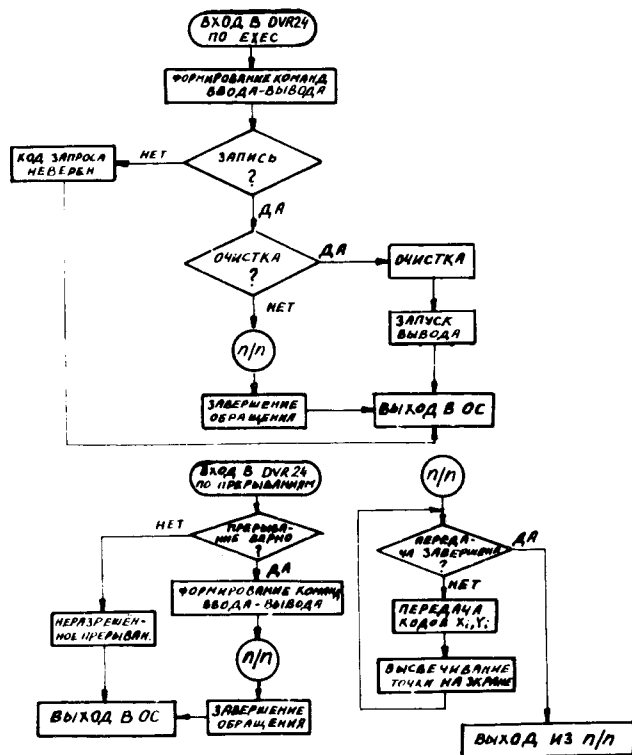 ВХОД В DVR24
ПО EXEC
ФОРМИРОВАНИЕ КОМАНД
ВВОДА-ВЫВОДА
ЗАПИСЬ
?
НЕТ
КОД ЗАПРОСА
НЕВЕРЕН
ДА
ОЧИСТКА
?
ДА
ОЧИСТКА
НЕТ
ЗАПУСК
ВЫВОДА
П/П
ЗАВЕРШЕНИЕ
ОБРАЩЕНИЯ
ВЫХОД В ОС
ВХОД В DVR24
ПО ПРЕРЫВАНИЯМ
НЕТ
ПРЕРЫВА-
НИЕ ВЕРНО
?
ДА
ФОРМИРОВАНИЕ КОМАНД
ВВОДА-ВЫВОДА
НЕРАЗРЕШЕН-
НОЕ ПРЕРЫВАН.
П/П
ВЫХОД В ОС
ЗАВЕРШЕНИЕ
ОБРАЩЕНИЯ
П/П
ПЕРЕДА-
ЧА ЗАВЕРШЕНА
?
ДА
НЕТ
ПЕРЕДАЧА
КОДОВ Xi,Yi
ВЫСВЕЧИВАНИЕ
ТОЧКИ НА ЭКРАНЕ
ВЫХОД ИЗ П/П